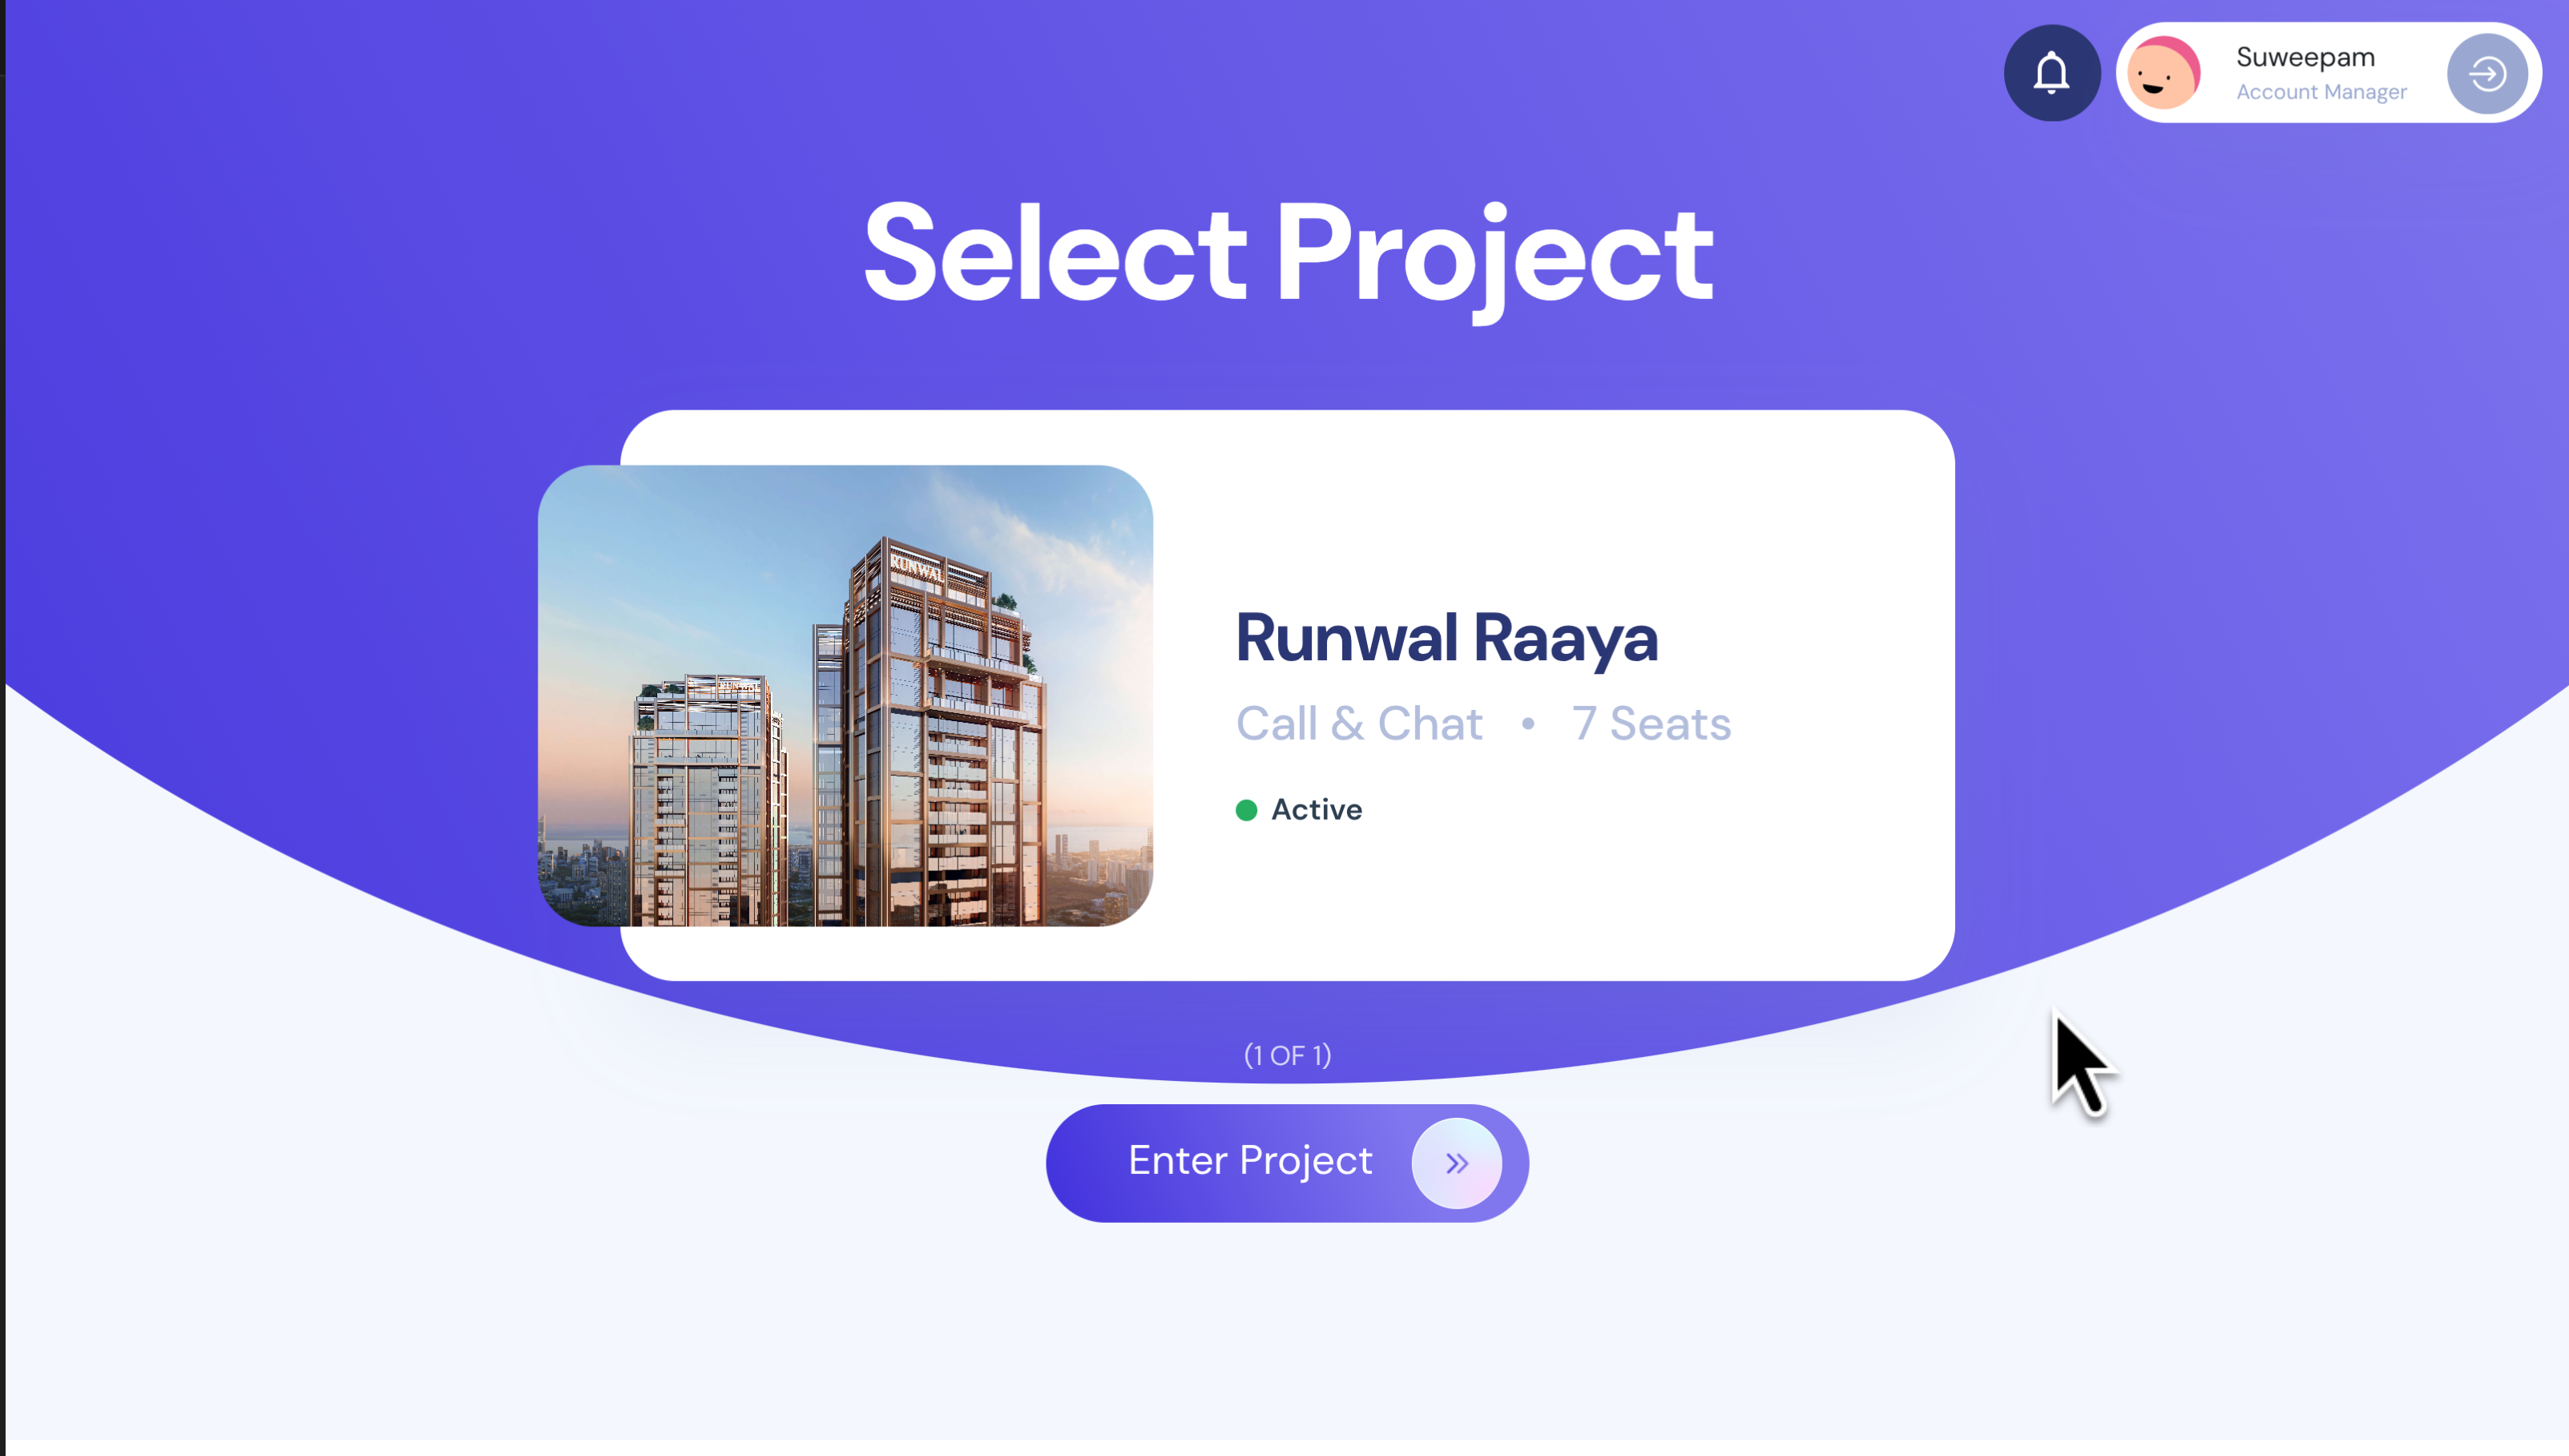 Suweepam
Account Manager
Select Project
RUNWAL
Runwal Raaya
Call & Chat • 7 Seats
Active
(1 OF 1)
Enter Project